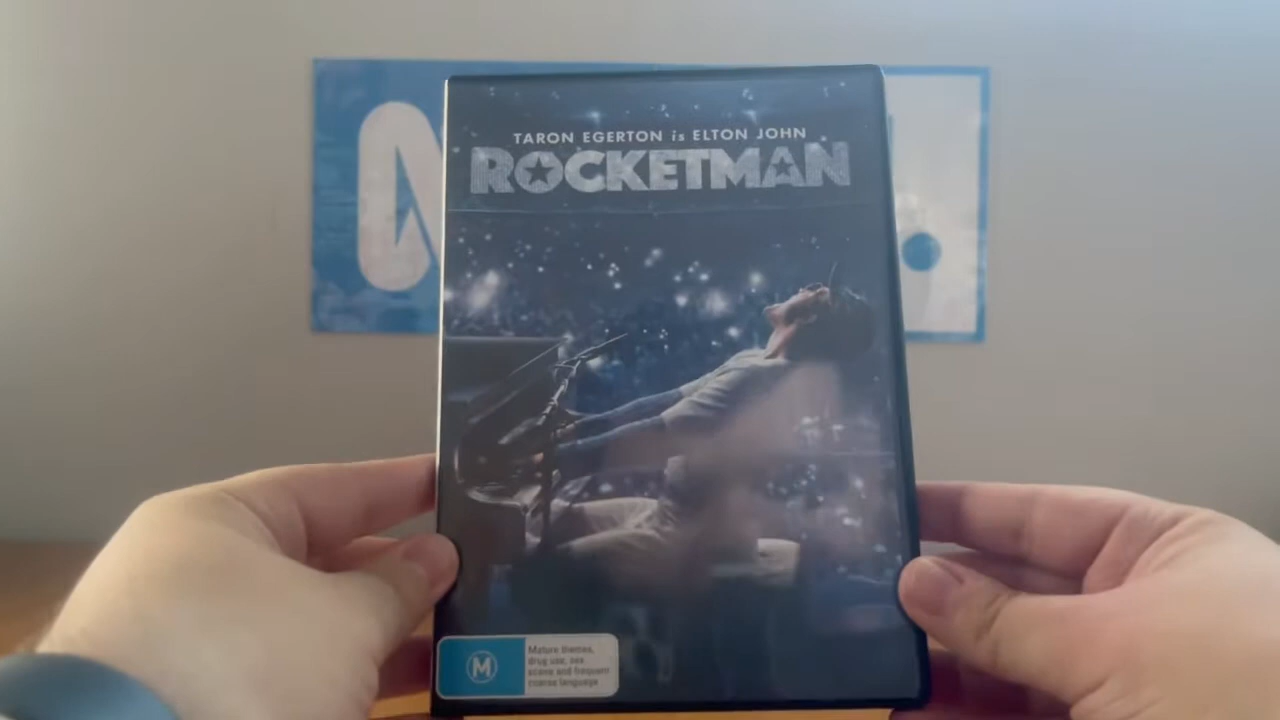 TARON EGERTON is ELTON JOHN
ROCKETMAN
M
Mature themes,
drug use, sex
scene and frequent
coarse language